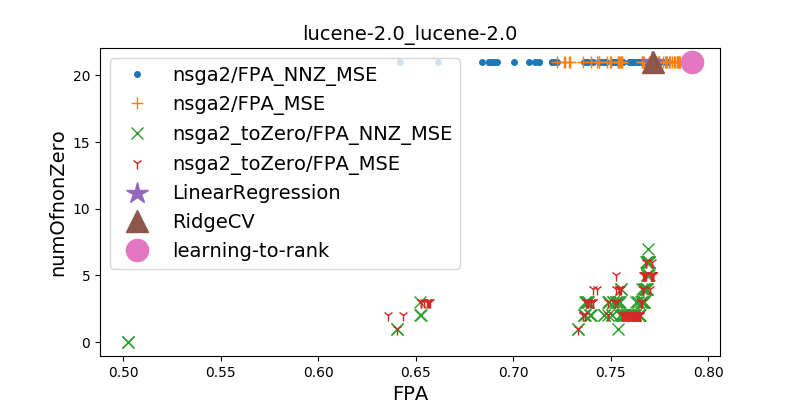 lucene-2.0_lucene-2.0
numOfnonZero
20
15
10
5
0
nsga2/FPA_NNZ_MSE
nsga2/FPA_MSE
nsga2_toZero/FPA_NNZ_MSE
nsga2_toZero/FPA_MSE
LinearRegression
RidgeCV
learning-to-rank
0.50 0.55 0.60 0.65 0.70 0.75 0.80
FPA